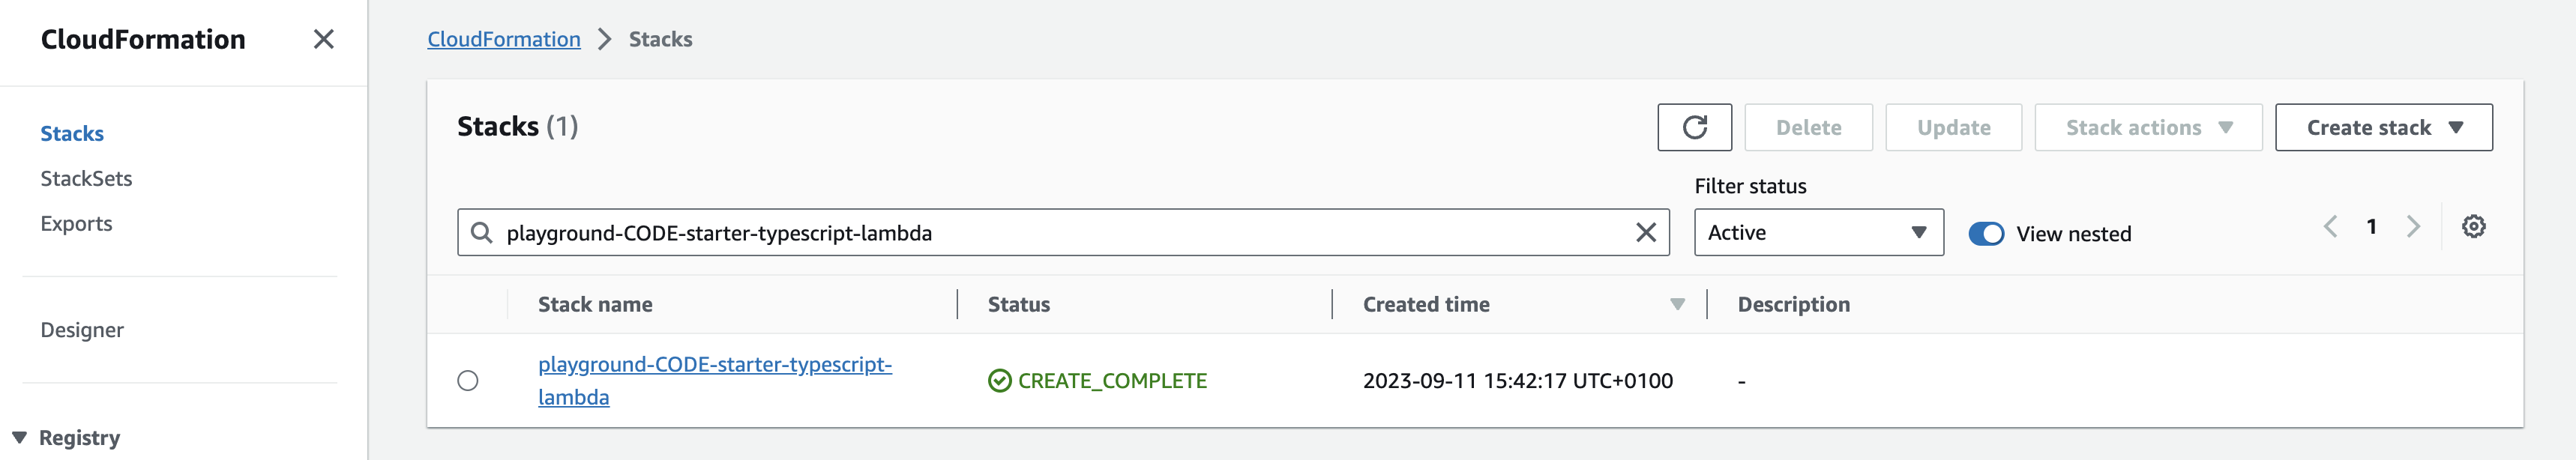 CloudFormation
Stacks
StackSets
Exports
Designer
Registry
CloudFormation > Stacks
Stacks (1)
Delete
Update
Stack actions
Create stack
playground-CODE-starter-typescript-lambda
Filter status
Active
View nested
1
Stack name
Status
Created time
Description
playground-CODE-starter-typescript-
lambda
CREATE_COMPLETE
2023-09-11 15:42:17 UTC+0100
-